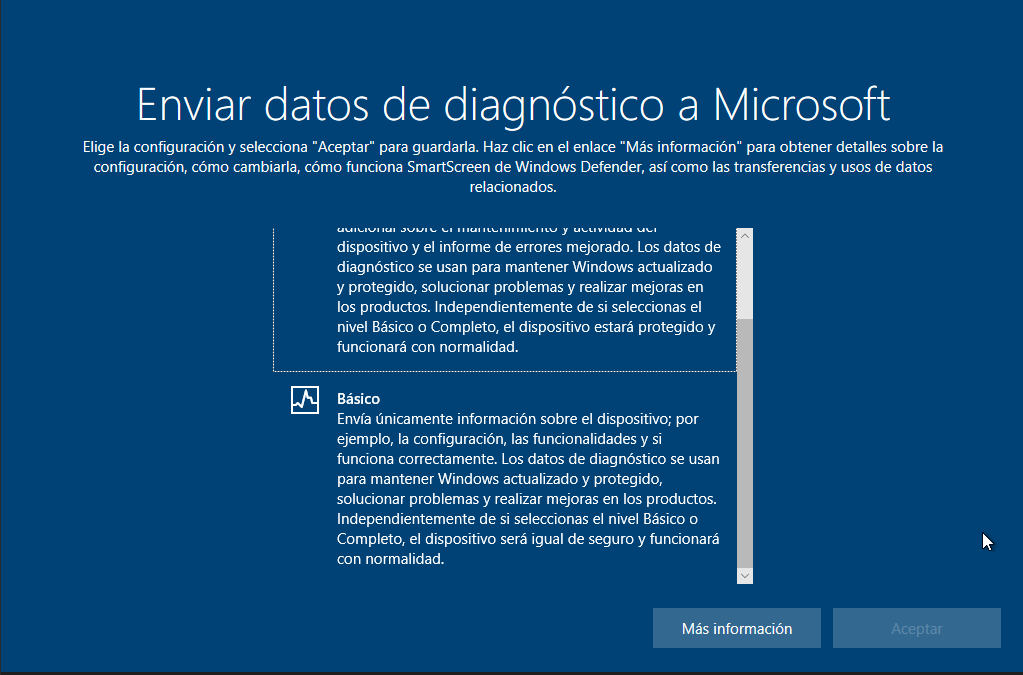 Enviar datos de diagnóstico a Microsoft
Elige la configuración y selecciona "Aceptar" para guardarla. Haz clic en el enlace "Más información" para obtener detalles sobre la
configuración, cómo cambiarla, cómo funciona SmartScreen de Windows Defender, así como las transferencias y usos de datos
relacionados.
adicional sobre el mantenimiento y actividad del
dispositivo y el informe de errores mejorado. Los datos de
diagnóstico se usan para mantener Windows actualizado
y protegido, solucionar problemas y realizar mejoras en
los productos. Independientemente de si seleccionas el
nivel Básico o Completo, el dispositivo estará protegido y
funcionará con normalidad.
Básico
Envía únicamente información sobre el dispositivo; por
ejemplo, la configuración, las funcionalidades y si
funciona correctamente. Los datos de diagnóstico se usan
para mantener Windows actualizado y protegido,
solucionar problemas y realizar mejoras en los productos.
Independientemente de si seleccionas el nivel Básico o
Completo, el dispositivo será igual de seguro y funcionará
con normalidad.
Más información
Aceptar